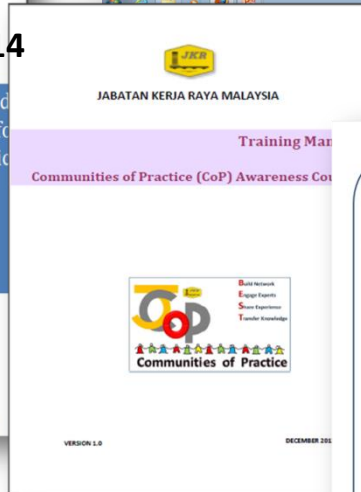 JKR
JABATAN KERJA RAYA MALAYSIA
Training Man
Communities of Practice (CoP) Awareness Cou
CoP
Build Network
Engage Experts
Share Experience
Transfer Knowledge
Communities of Practice
VERSION 1.0
DECEMBER 201